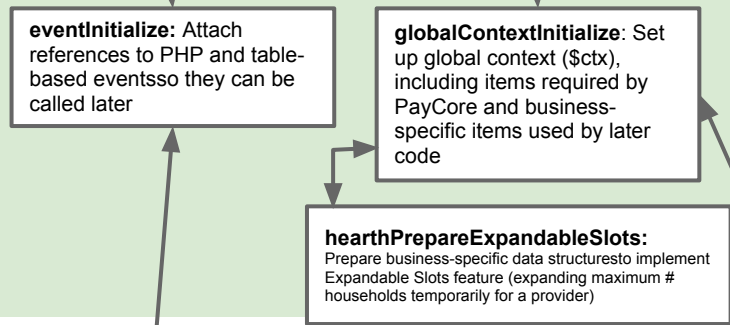 eventInitialize: Attach
references to PHP and table-
based eventsso they can be
called later
globalContextInitialize: Set
up global context ($ctx),
including items required by
PayCore and business-
specific items used by later
code
hearthPrepareExpandableSlots:
Prepare business-specific data structuresto implement
Expandable Slots feature (expanding maximum #
households temporarily for a provider)